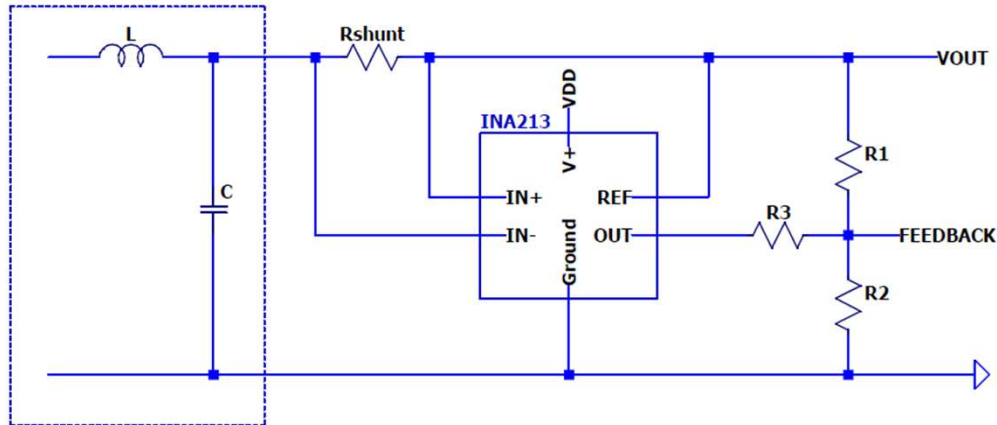 L
Rshunt
VOUT
VDD
INA213
V+
R1
C
IN+
REF
R3
IN-
OUT
FEEDBACK
Ground
R2